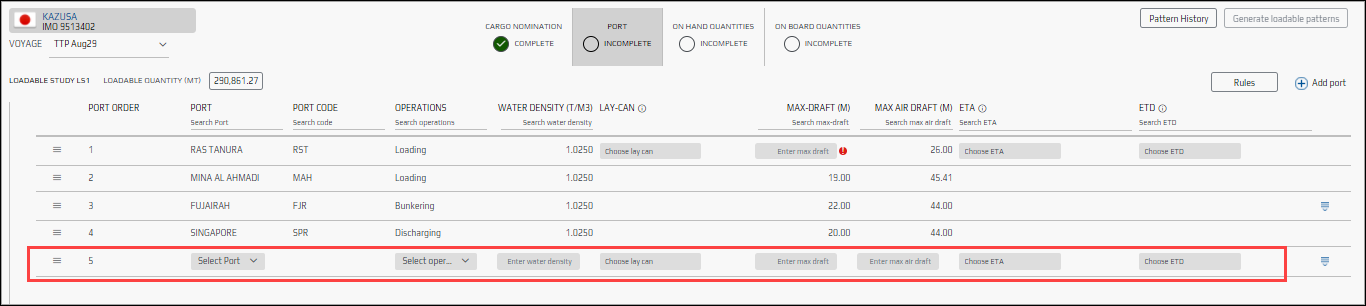 KAZUSA
IMO 9513402
VOYAGE TTP Aug29
CARGO NOMINATION
COMPLETE
PORT
INCOMPLETE
ON HAND QUANTITIES
INCOMPLETE
ON BOARD QUANTITIES
INCOMPLETE
Pattern History
Generate loadable patterns
LOADABLE STUDY LS1 LOADABLE QUANTITY (MT) 290,861.27
Rules
Add port
PORT ORDER PORT PORT CODE OPERATIONS WATER DENSITY (T/M3) LAY-CAN MAX-DRAFT (M) MAX AIR DRAFT (M) ETA ETD
Search Port Search code Search operations Search water density Search max-draft Search max air draft Search ETA Search ETD
1 RAS TANURA RST Loading 1.0250 Choose lay can Enter max draft 26.00 Choose ETA Choose ETD
2 MINA AL AHMADI MAH Loading 1.0250 19.00 45.41
3 FUJAIRAH FJR Bunkering 1.0250 22.00 44.00
4 SINGAPORE SPR Discharging 1.0250 20.00 44.00
5 Select Port Select oper... Enter water density Choose lay can Enter max draft Enter max air draft Choose ETA Choose ETD